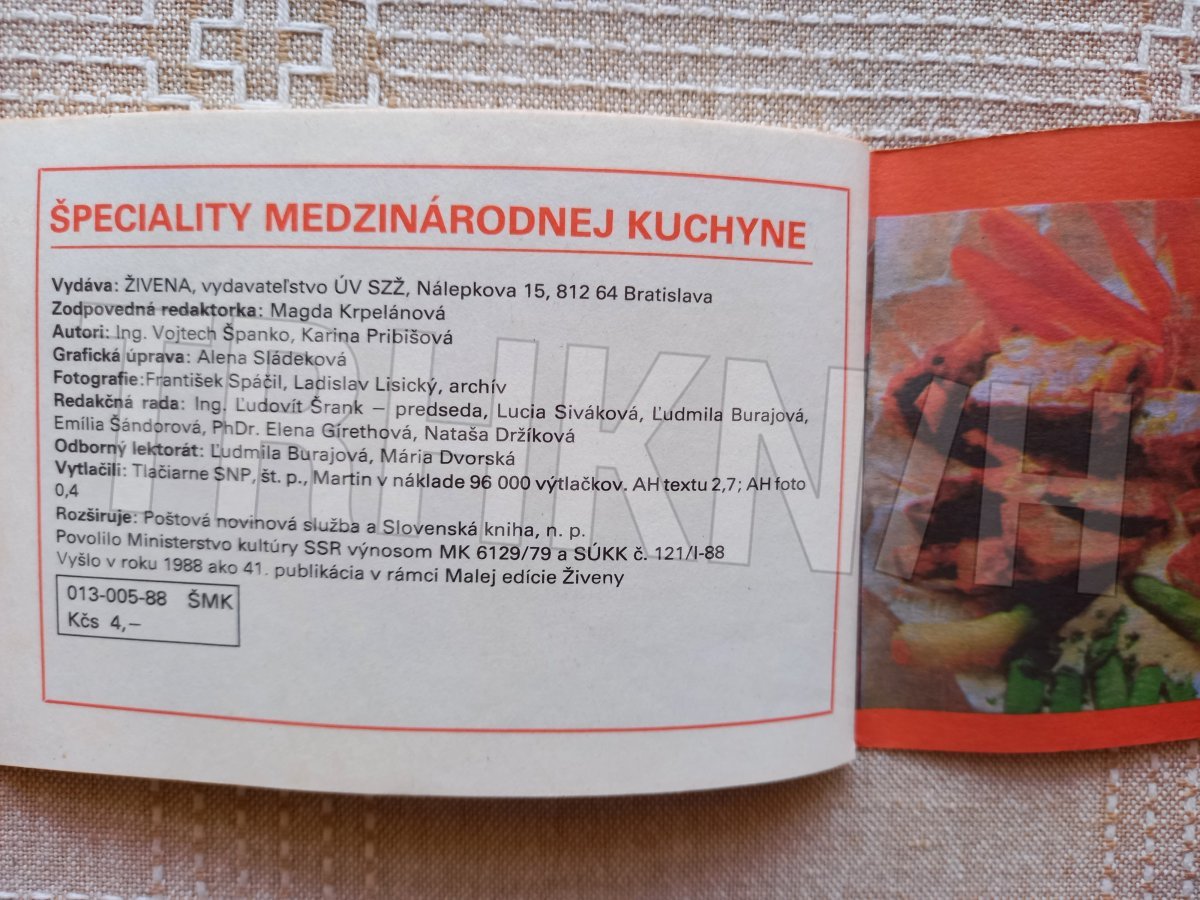 ŠPECIALITY MEDZINÁRODNEJ KUCHYNE
Vydáva: ŽIVENA, vydavateľstvo ÚV SZŽ, Nálepkova 15, 812 64 Bratislava
Zodpovedná redaktorka: Magda Krpelánová
Autori: Ing. Vojtech Španko, Karina Pribišová
Grafická úprava: Alena Sládeková
Fotografie: František Spáčil, Ladislav Lisický, archív
Redakčná rada: Ing. Ľudovít Šrank – predseda, Lucia Siváková, Ľudmila Burajová,
Emília Šándorová, PhDr. Elena Girethová, Nataša Držíková
Odborný lektorát: Ľudmila Burajová, Mária Dvorská
Vytlačili: Tlačiarne SNP, št. p., Martin v náklade 96 000 výtlačkov. AH textu 2,7; AH foto
0,4
Rozširuje: Poštová novinová služba a Slovenská kniha, n. p.
Povolilo Ministerstvo kultúry SSR výnosom MK 6129/79 a SÚKK č. 121/I-88
Vyšlo v roku 1988 ako 41. publikácia v rámci Malej edície Živeny
013-005-88 ŠMK
Kčs 4,–
TRHKNÍH